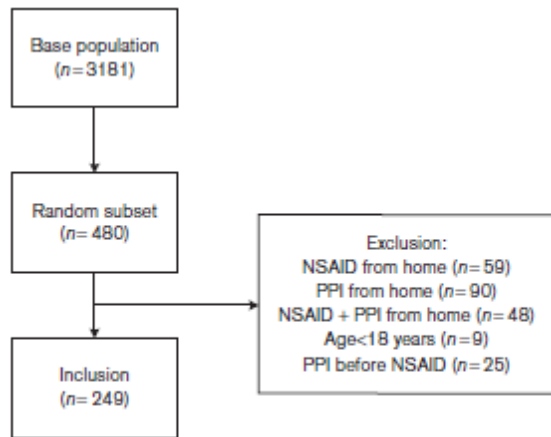 Base population
(n=3181)
Random subset
(n=480)
Exclusion:
NSAID from home (n=59)
PPI from home (n=90)
NSAID + PPI from home (n=48)
Age<18 years (n=9)
PPI before NSAID (n=25)
Inclusion
(n=249)